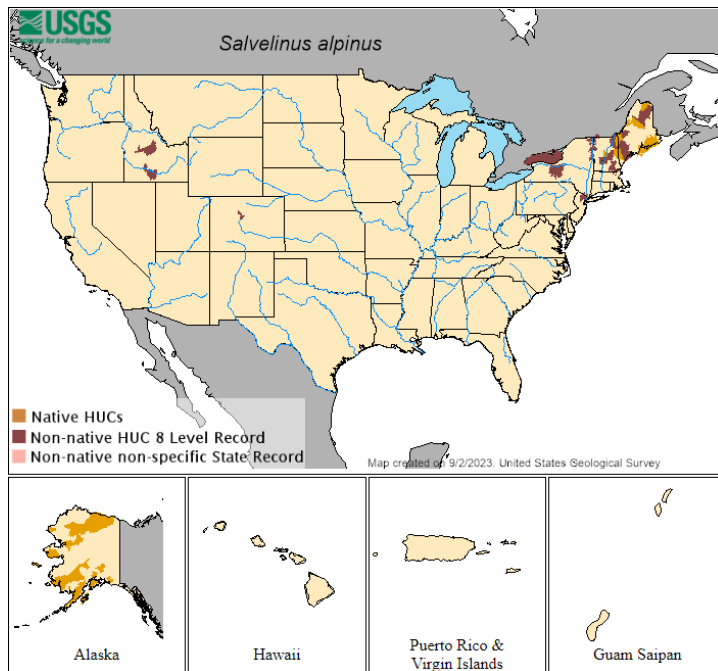 USGS
science for a changing world
Salvelinus alpinus
Native HUCs
Non-native HUC 8 Level Record
Non-native non-specific State Record
Map created on 9/2/2023. United States Geological Survey
Alaska
Hawaii
Puerto Rico &
Virgin Islands
Guam Saipan